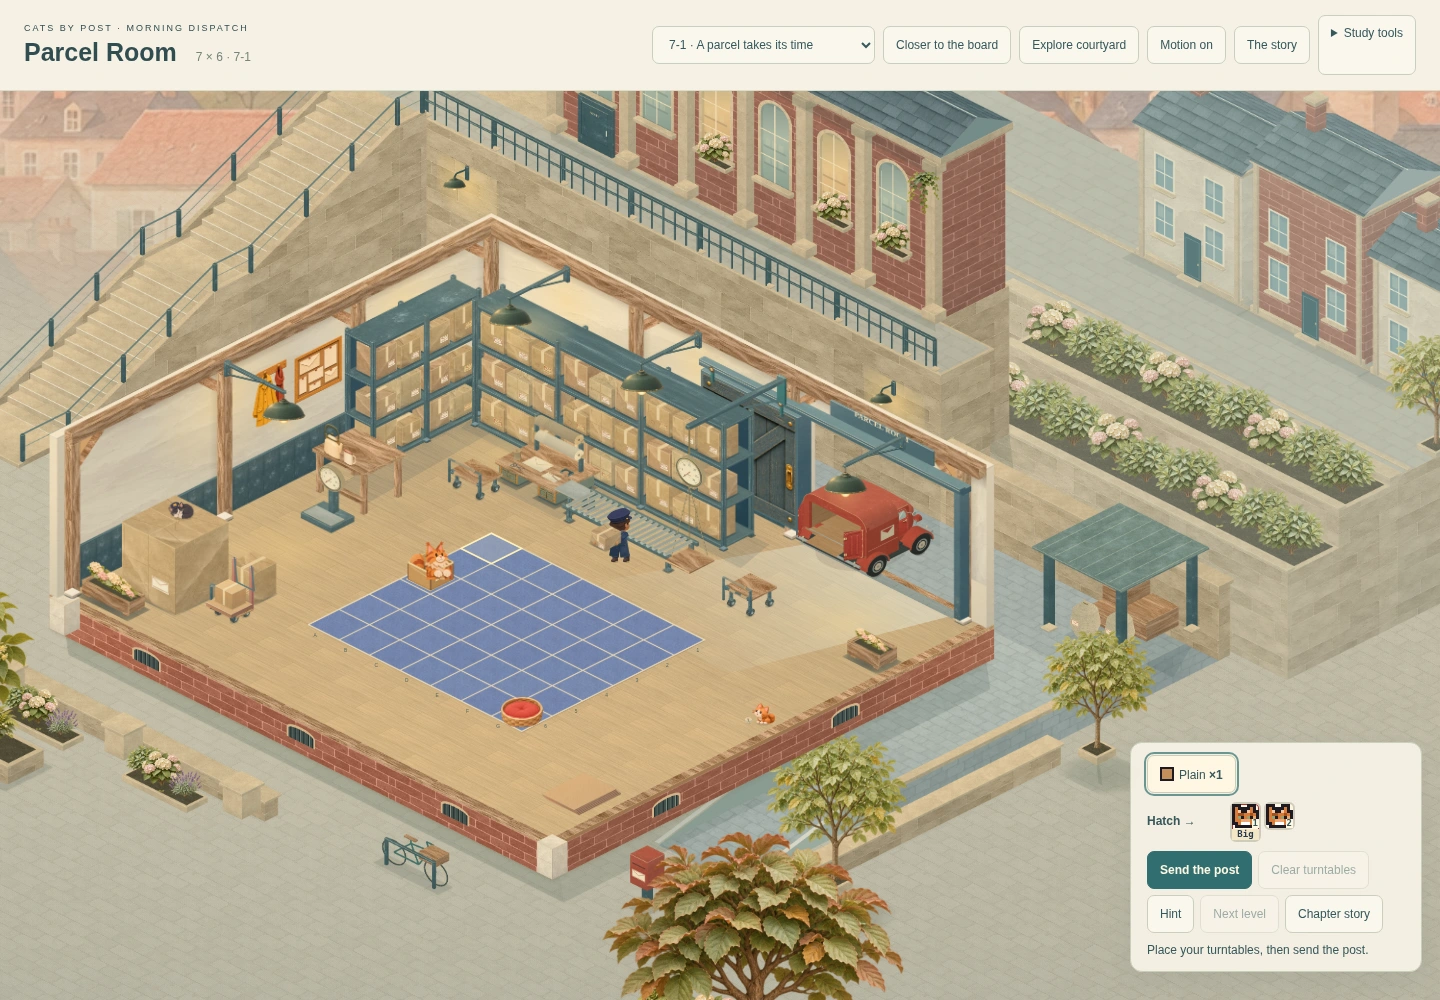 CATS BY POST · MORNING DISPATCH
Parcel Room
7 × 6 · 7-1
7-1 · A parcel takes its time
Closer to the board
Explore courtyard
Motion on
The story
Study tools
Plain ×1
Hatch →
1
Big
2
Send the post
Clear turntables
Hint
Next level
Chapter story
Place your turntables, then send the post.